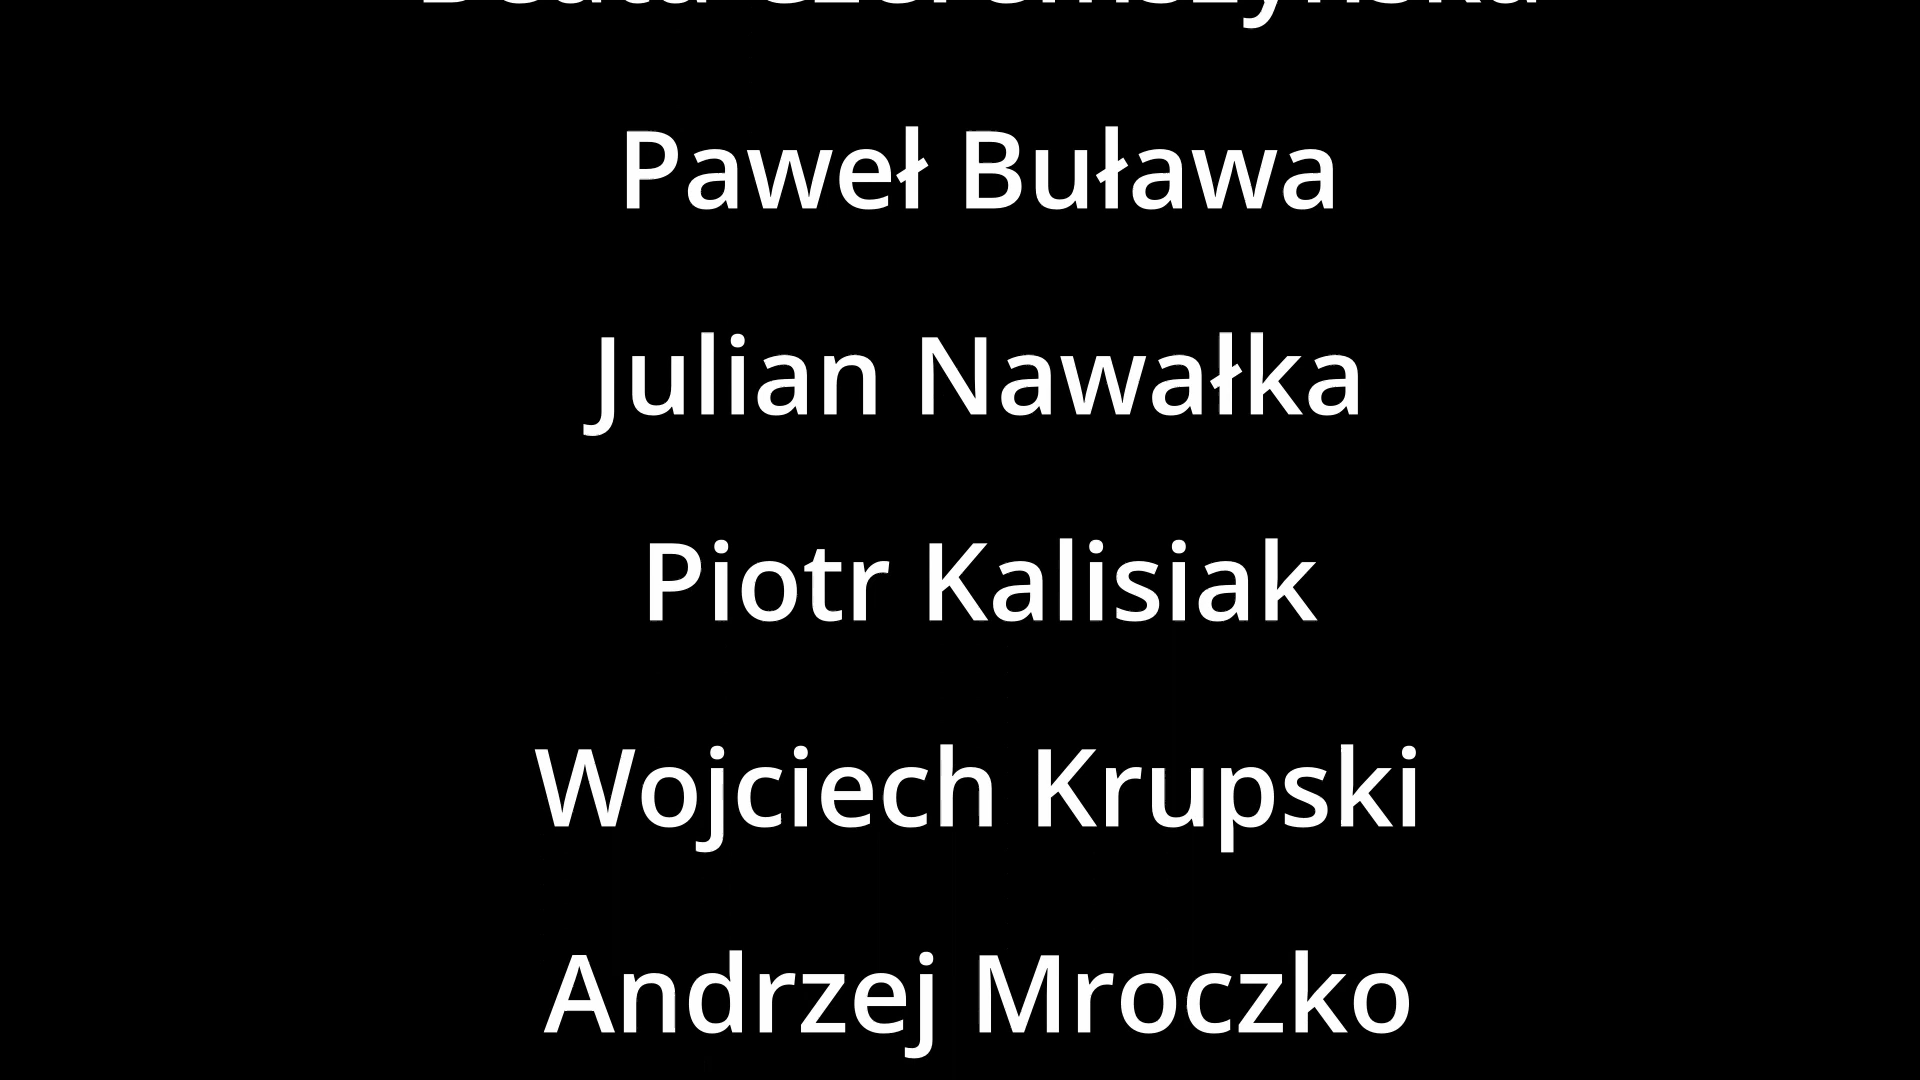 Paweł Buława
Julian Nawałka
Piotr Kalisiak
Wojciech Krupski
Andrzej Mroczko